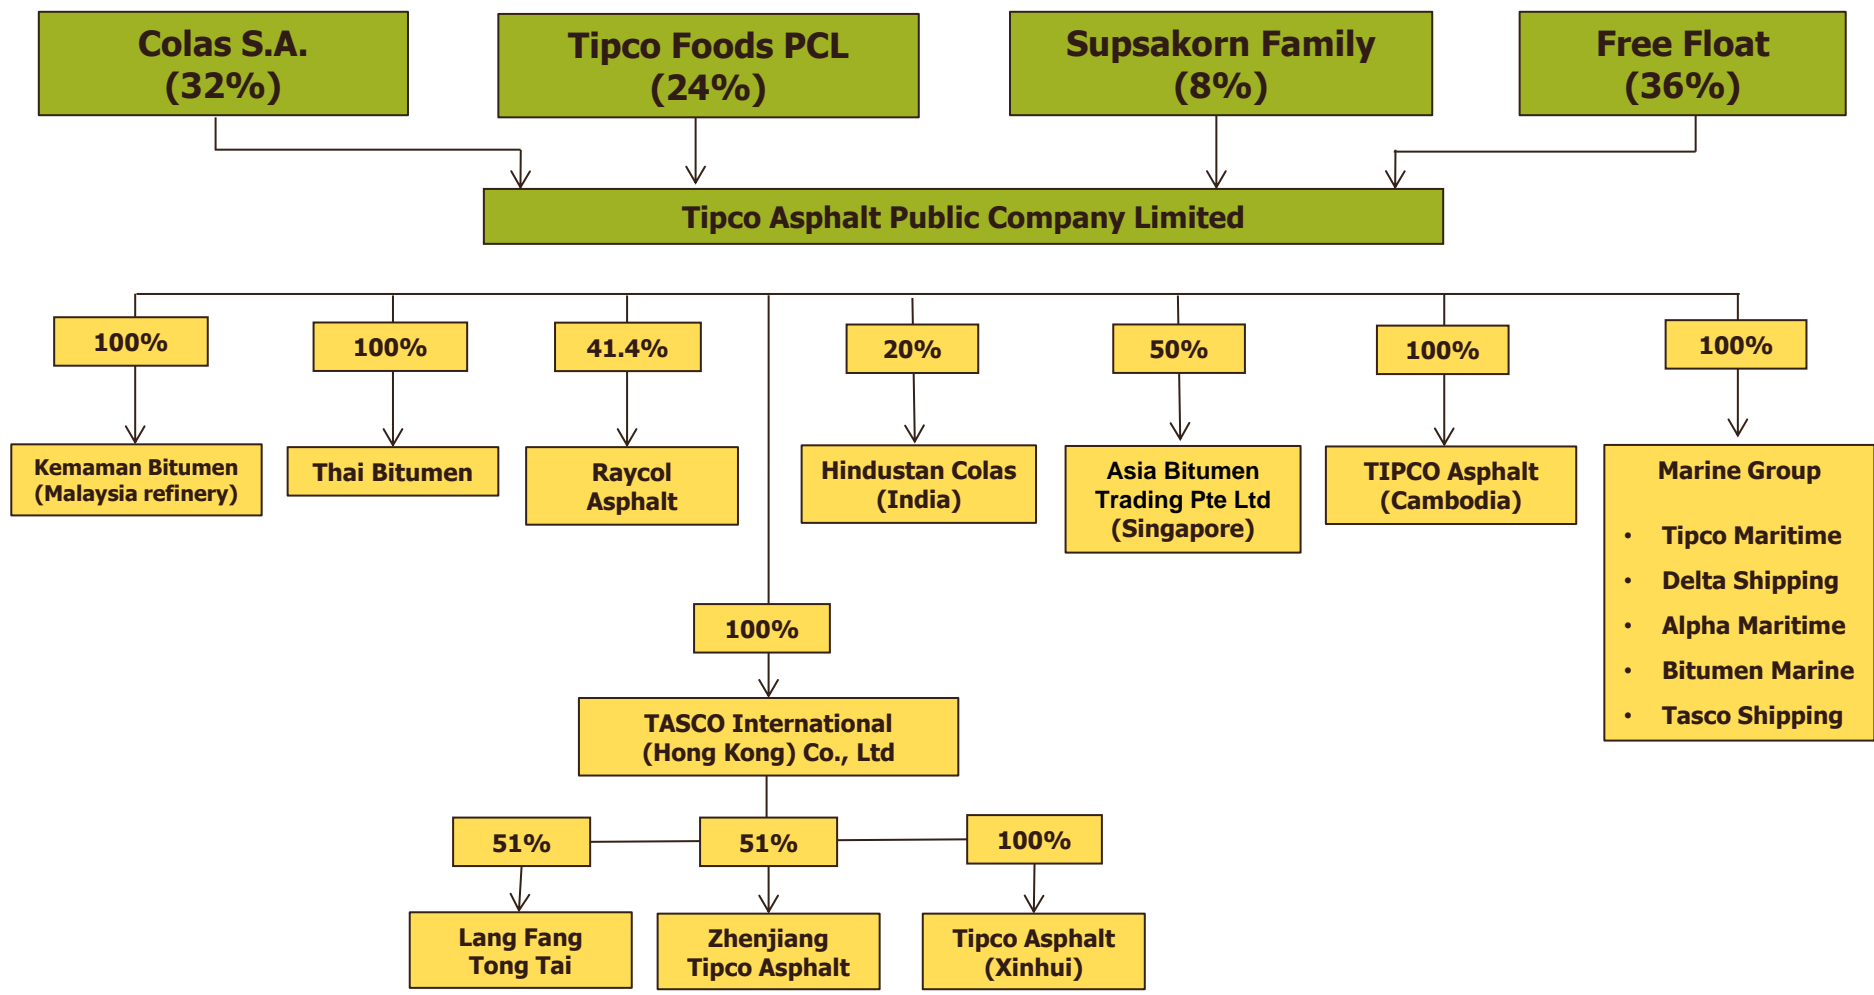 Colas S.A.
(32%)
Tipco Foods PCL
(24%)
Supsakorn Family
(8%)
Free Float
(36%)
Tipco Asphalt Public Company Limited
100%
100%
41.4%
20%
50%
100%
100%
Kemaman Bitumen
(Malaysia refinery)
Thai Bitumen
Raycol
Asphalt
Hindustan Colas
(India)
Asia Bitumen
Trading Pte Ltd
(Singapore)
TIPCO Asphalt
(Cambodia)
Marine Group
• Tipco Maritime
• Delta Shipping
• Alpha Maritime
• Bitumen Marine
• Tasco Shipping
100%
TASCO International
(Hong Kong) Co., Ltd
51%
51%
100%
Lang Fang
Tong Tai
Zhenjiang
Tipco Asphalt
Tipco Asphalt
(Xinhui)